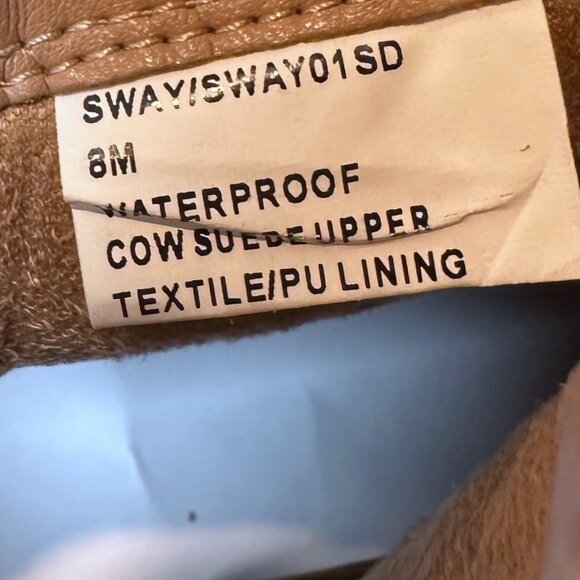 SWAY/SWAY01SD
8M
WATERPROOF
COW SUEDE UPPER
TEXTILE/PU LINING